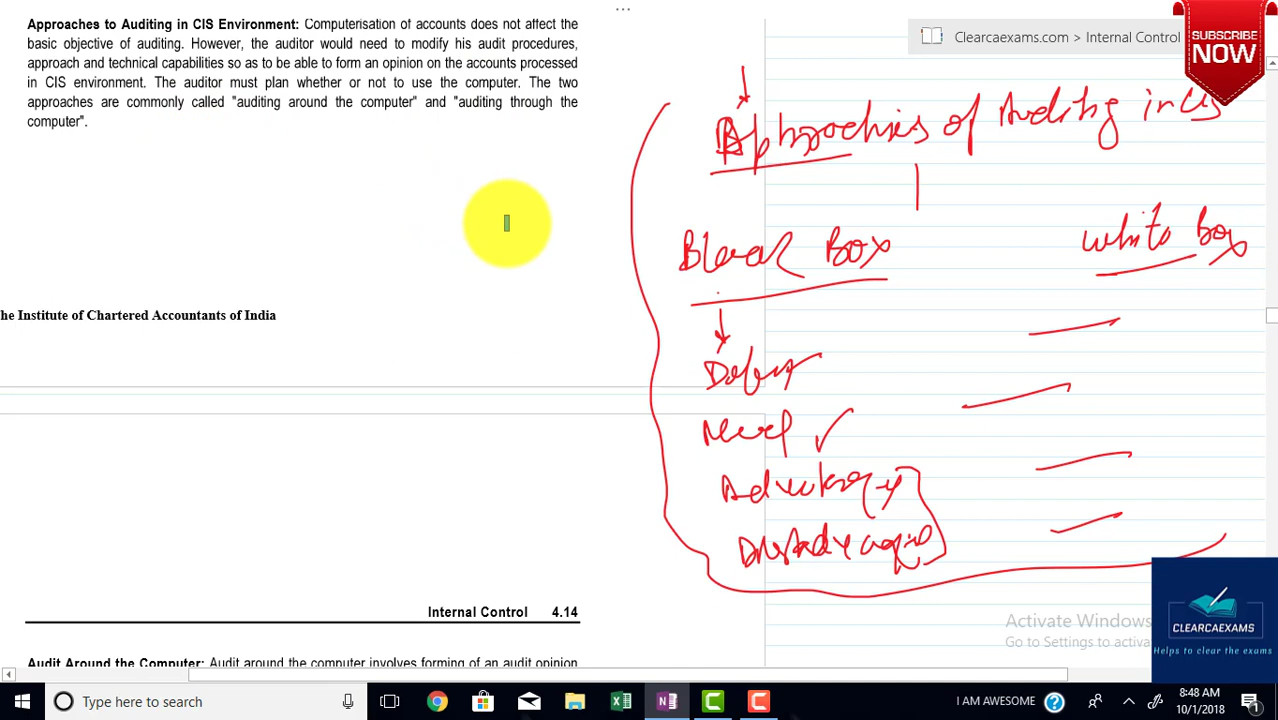 Approaches to Auditing in CIS Environment: Computerisation of accounts does not affect the
basic objective of auditing. However, the auditor would need to modify his audit procedures,
approach and technical capabilities so as to be able to form an opinion on the accounts processed
in CIS environment. The auditor must plan whether or not to use the computer. The two
approaches are commonly called "auditing around the computer" and "auditing through the
computer".
he Institute of Chartered Accountants of India
Internal Control 4.14
Audit Around the Computer: Audit around the computer involves forming of an audit opinion
Clearcaexams.com > Internal Control
SUBSCRIBE
NOW
of Auditing in CIS
Box
white Box
Need
Activate Windows
Go to Settings to activa
CLEARCAEXAMS
Helps to clear the exams
Type here to search
I AM AWESOME
8:48 AM
10/1/2018